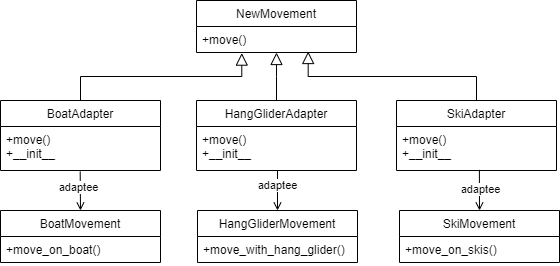 NewMovement
+move()
BoatAdapter
+move()
+__init__
HangGliderAdapter
+move()
+__init__
SkiAdapter
+move()
+__init__
adaptee
adaptee
adaptee
BoatMovement
+move_on_boat()
HangGliderMovement
+move_with_hang_glider()
SkiMovement
+move_on_skis()